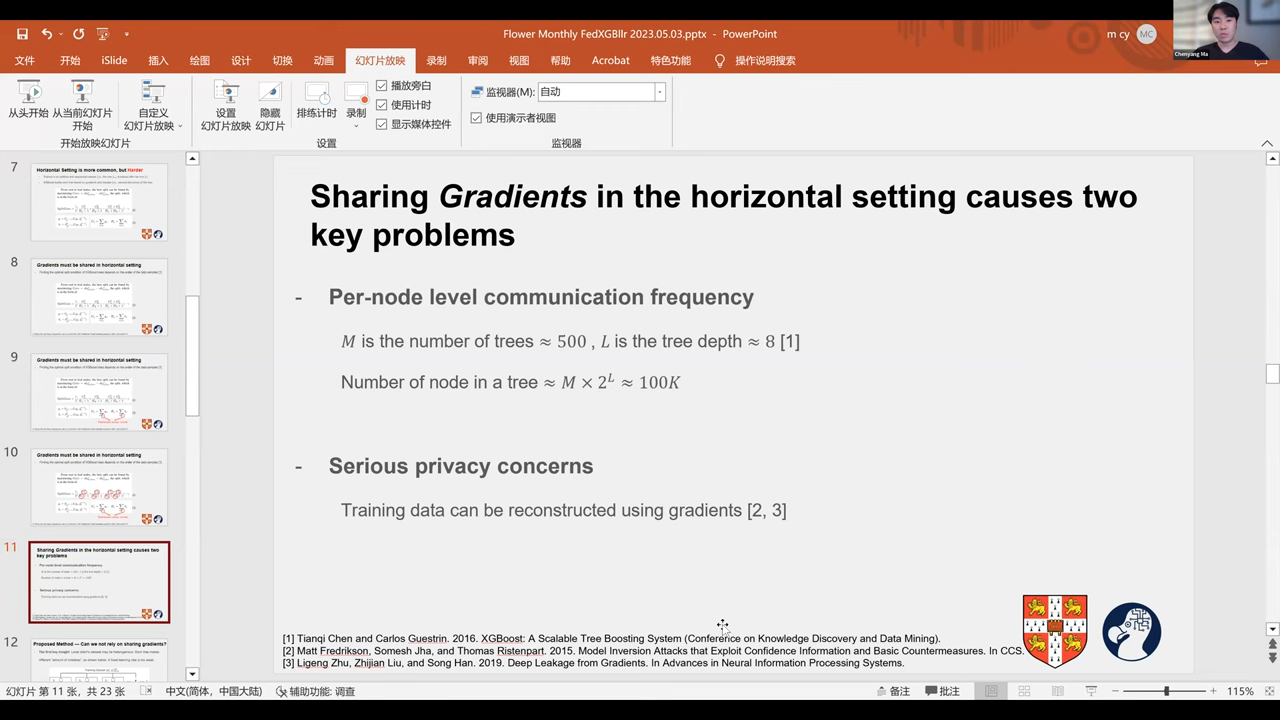 Flower Monthly FedXGBllr 2023.05.03.pptx - PowerPoint
m cy
MC
Chenyang Ma
文件
开始
iSlide
插入
绘图
设计
切换
动画
幻灯片放映
录制
审阅
视图
帮助
Acrobat
特色功能
操作说明搜索
从头开始
从当前幻灯片
开始
自定义
幻灯片放映
开始放映幻灯片
设置
幻灯片放映
隐藏
幻灯片
排练计时
录制
播放旁白
使用计时
显示媒体控件
设置
监视器(M):
自动
使用演示者视图
监视器
7
Horizontal Setting is more common, but Harder
8
Gradients must be shared in horizontal setting
9
Gradients must be shared in horizontal setting
10
Gradients must be shared in horizontal setting
11
Sharing Gradients in the horizontal setting causes two
key problems
Per-node level communication frequency
Serious privacy concerns
12
Proposed Method — Can we not rely on sharing gradients?
Sharing Gradients in the horizontal setting causes two
key problems
- Per-node level communication frequency
M is the number of trees ≈ 500 , L is the tree depth ≈ 8 [1]
Number of node in a tree ≈ M × 2^L ≈ 100K
- Serious privacy concerns
Training data can be reconstructed using gradients [2, 3]
[1] Tianqi Chen and Carlos Guestrin. 2016. XGBoost: A Scalable Tree Boosting System (Conference on Knowledge Discovery and Data Mining).
[2] Matt Fredrikson, Somesh Jha, and Thomas Ristenpart. 2015. Model Inversion Attacks that Exploit Confidence Information and Basic Countermeasures. In CCS.
[3] Ligeng Zhu, Zhijian Liu, and Song Han. 2019. Deep Leakage from Gradients. In Advances in Neural Information Processing Systems.
幻灯片 第 11 张，共 23 张
中文(简体，中国大陆)
辅助功能: 调查
备注
批注
115%